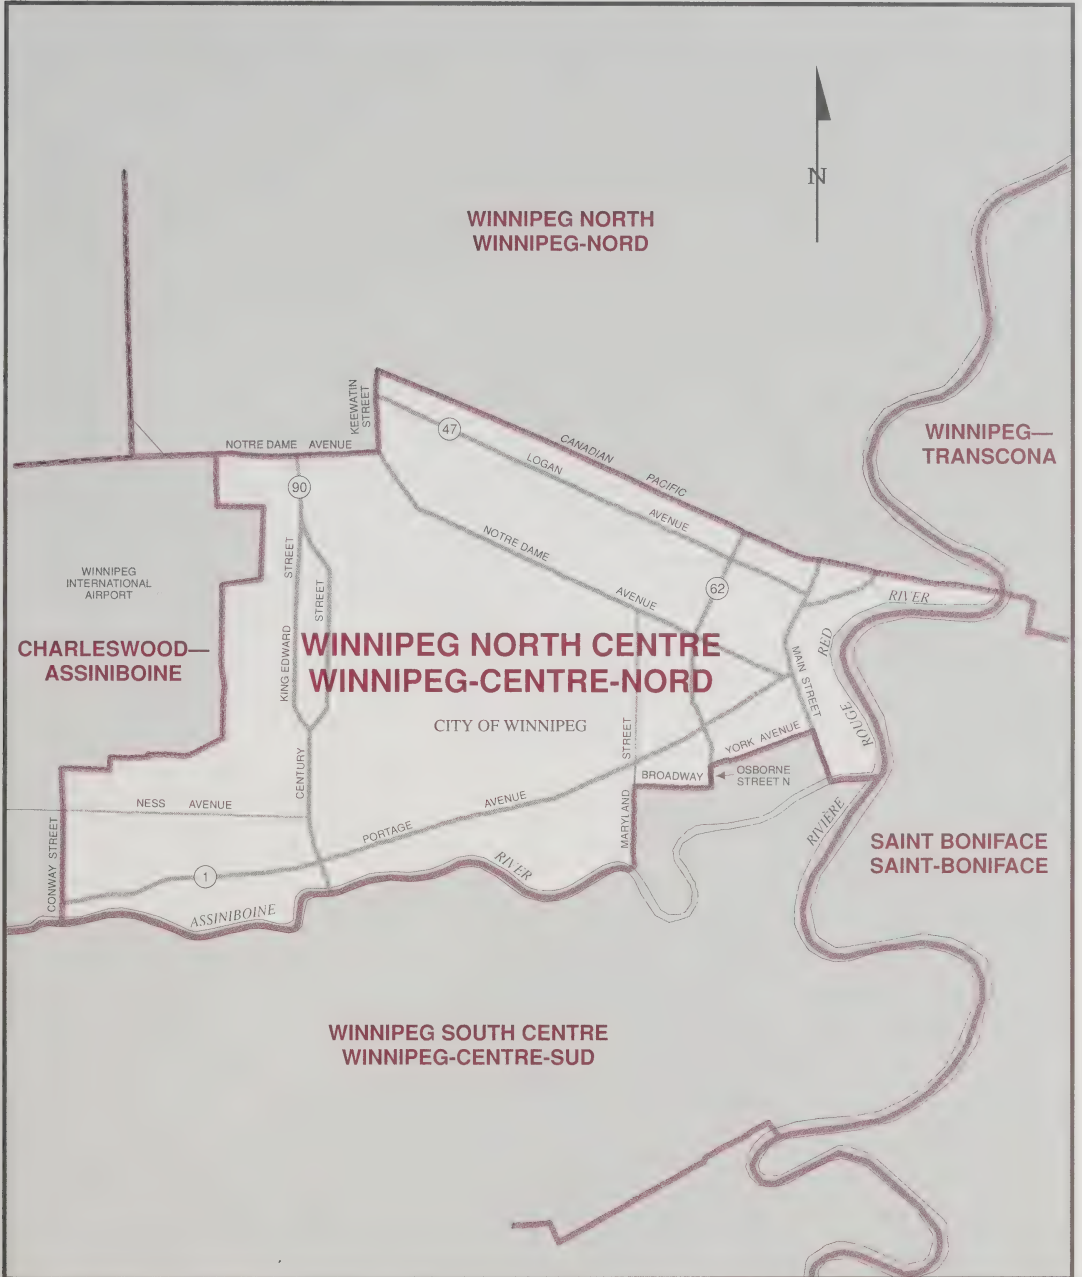 N
WINNIPEG NORTH
WINNIPEG-NORD
KEEWATIN
STREET
NOTRE DAME AVENUE
47
CANADIAN PACIFIC
LOGAN AVENUE
WINNIPEG—
TRANSCONA
90
NOTRE DAME AVENUE
62
WINNIPEG
INTERNATIONAL
AIRPORT
CHARLESWOOD—
ASSINIBOINE
KING EDWARD STREET
CENTURY STREET
RED RIVER
RIVIÈRE ROUGE
MAIN STREET
WINNIPEG NORTH CENTRE
WINNIPEG-CENTRE-NORD
CITY OF WINNIPEG
YORK AVENUE
BROADWAY
OSBORNE
STREET N
MARYLAND STREET
NESS AVENUE
PORTAGE AVENUE
CONWAY STREET
1
ASSINIBOINE RIVER
SAINT BONIFACE
SAINT-BONIFACE
WINNIPEG SOUTH CENTRE
WINNIPEG-CENTRE-SUD